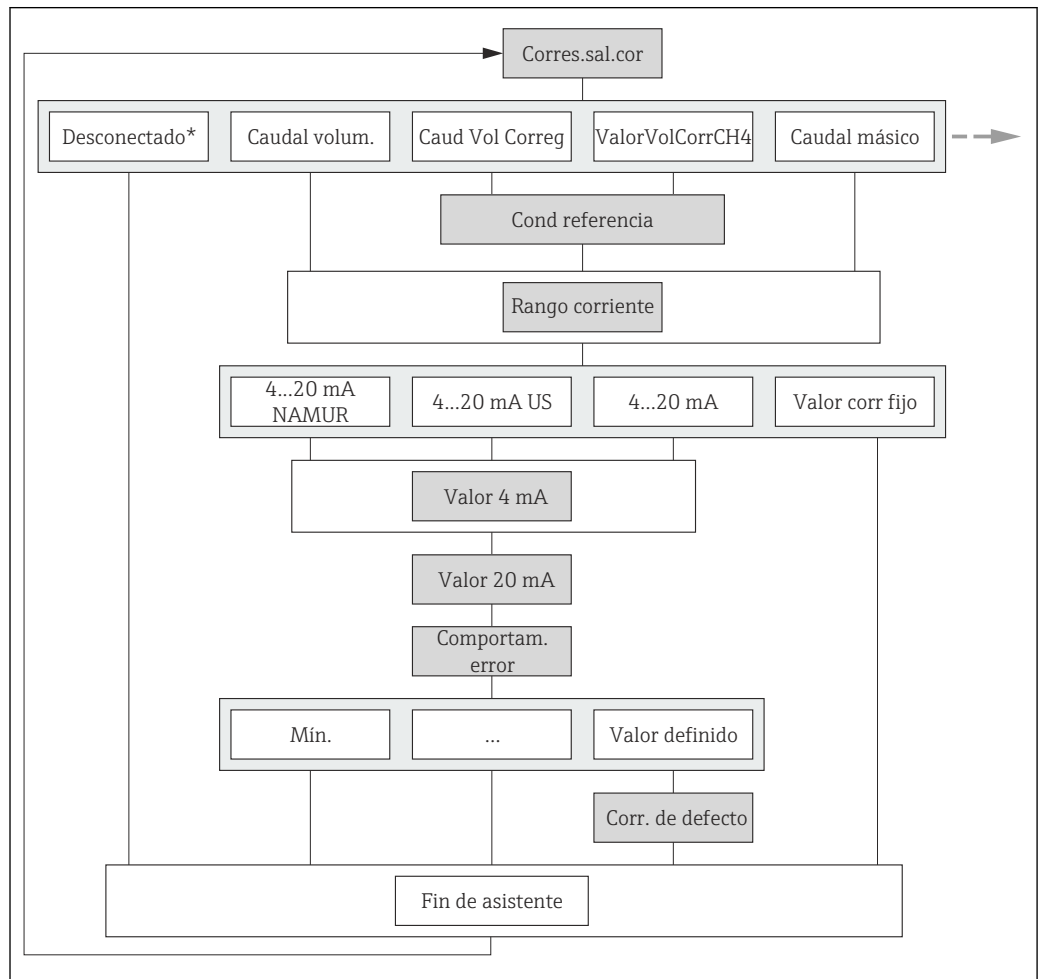 Corres.sal.cor
Desconectado*
Caudal volum.
Caud Vol Correg
ValorVolCorrCH4
Caudal másico
Cond referencia
Rango corriente
4...20 mA
NAMUR
4...20 mA US
4...20 mA
Valor corr fijo
Valor 4 mA
Valor 20 mA
Comportam.
error
Mín.
...
Valor definido
Corr. de defecto
Fin de asistente